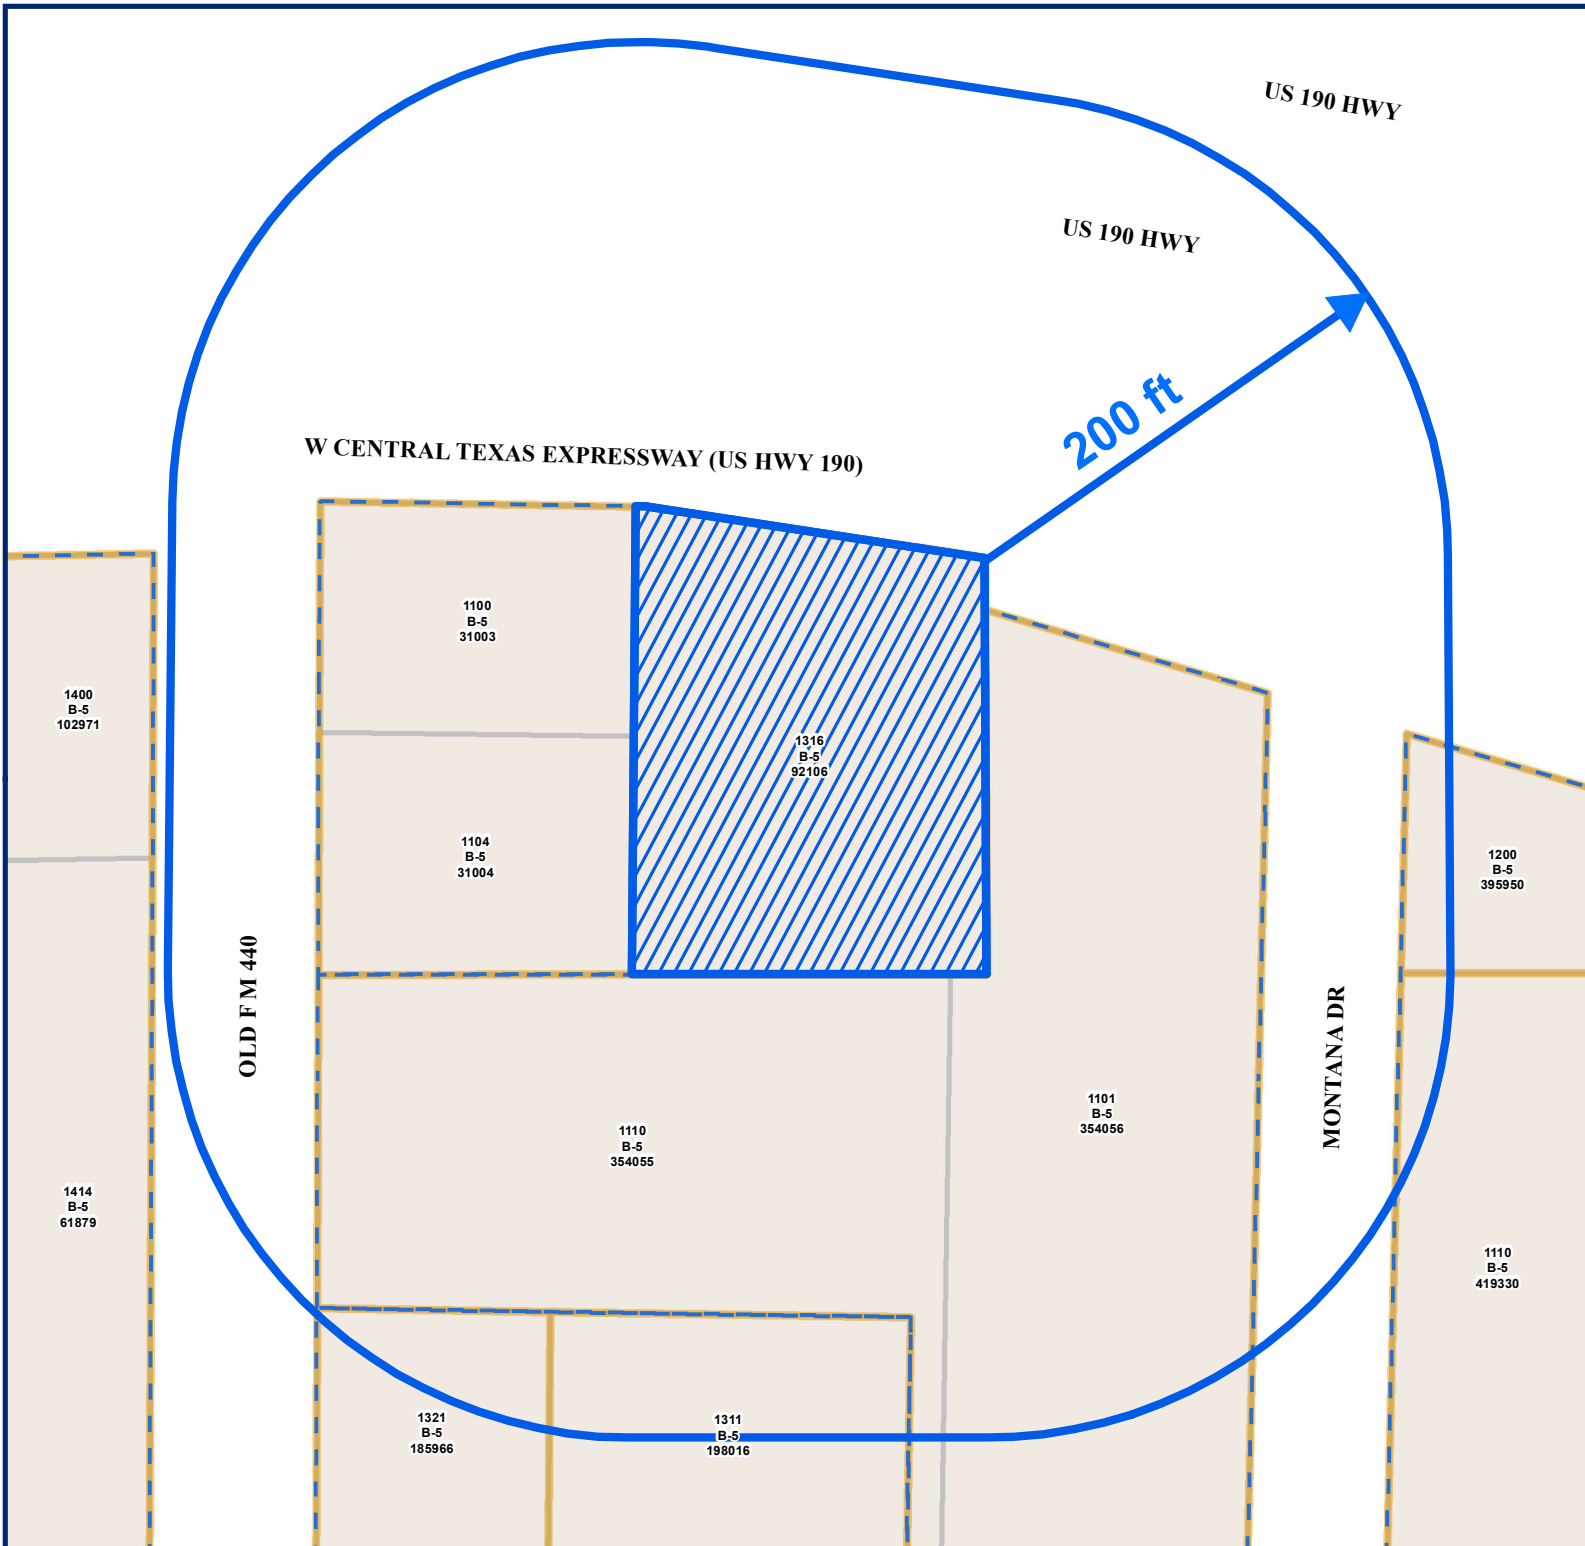 US 190 HWY
US 190 HWY
200 ft
W CENTRAL TEXAS EXPRESSWAY (US HWY 190)
1100
B-5
31003
1400
B-5
102971
1316
B-5
92106
1104
B-5
31004
1200
B-5
395950
OLD F M 440
MONTANA DR
1101
B-5
354056
1110
B-5
354055
1414
B-5
61879
1110
B-5
419330
1321
B-5
185966
1311
B-5
198016